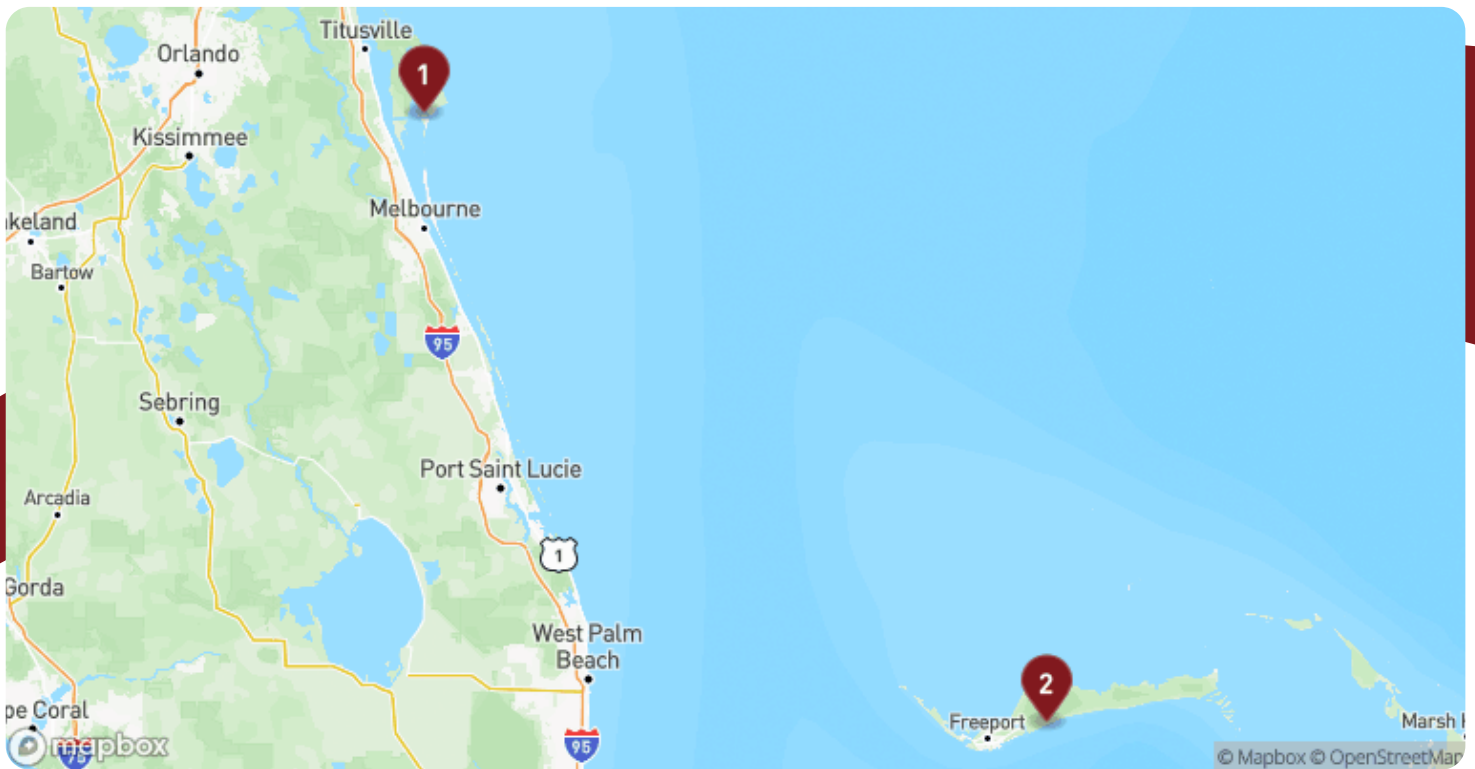 Titusville
Orlando
1
Kissimmee
Melbourne
akeland
Bartow
95
Sebring
Port Saint Lucie
Arcadia
1
Gorda
West Palm
Beach
2
pe Coral
Freeport
Marsh H
mapbox
75
95
© Mapbox © OpenStreetMap